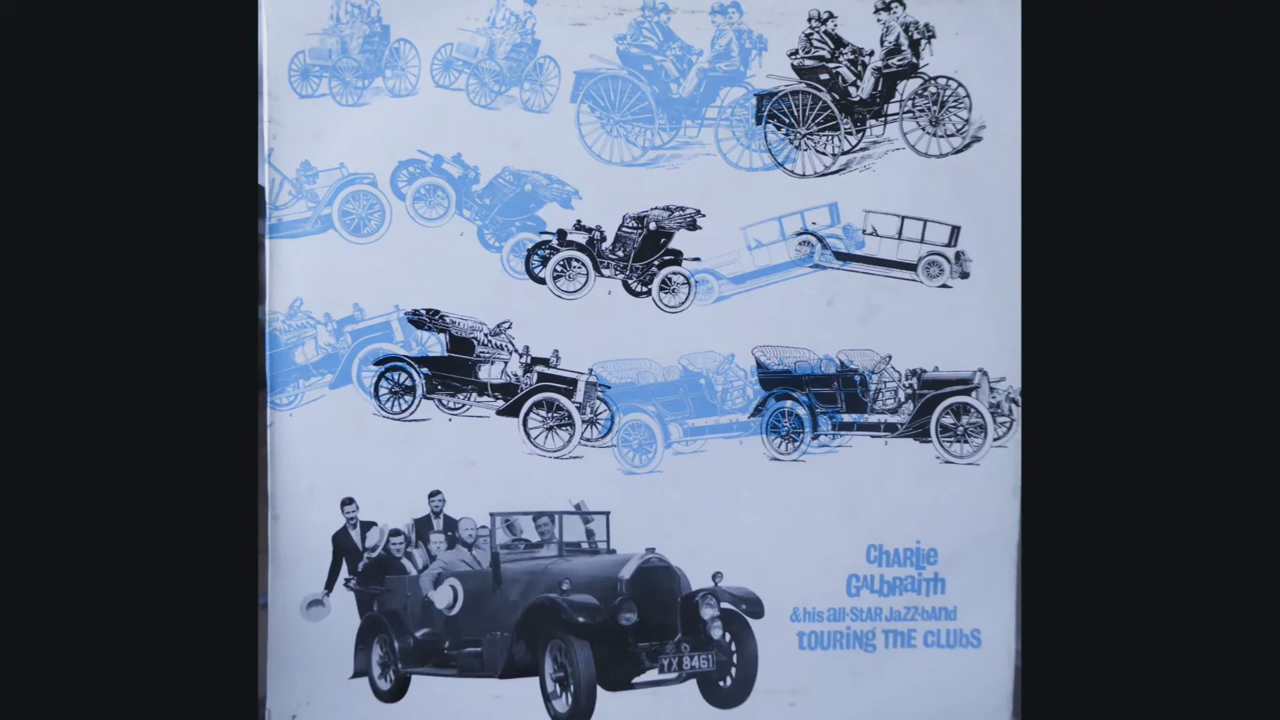 CHARLIE
GALBRAITH
& his all-STAR JaZZ-bAND
TOURING THE CLUbS
YX 8461